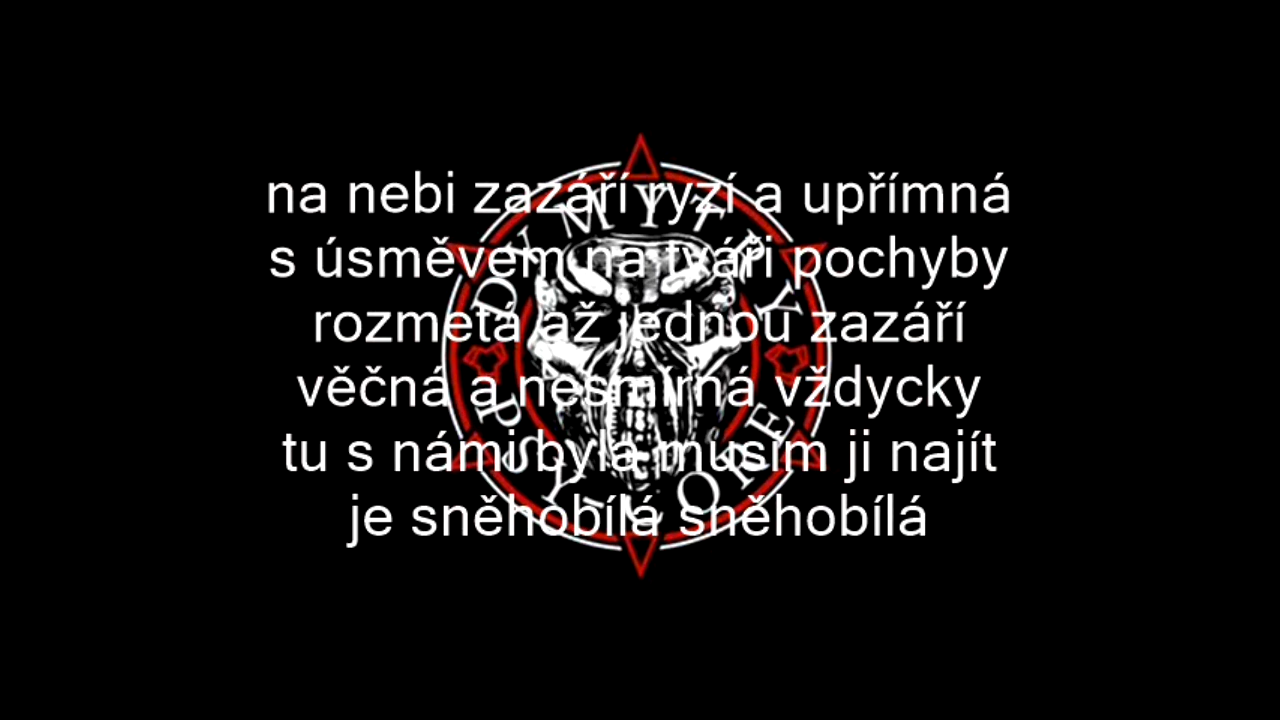 na nebi zazáří ryzí a upřímná
s úsměvem na tváři pochyby
rozmetá až jednou zazáří
věčná a nesmírná vždycky
tu s námi byla musím ji najít
je sněhobílá sněhobílá